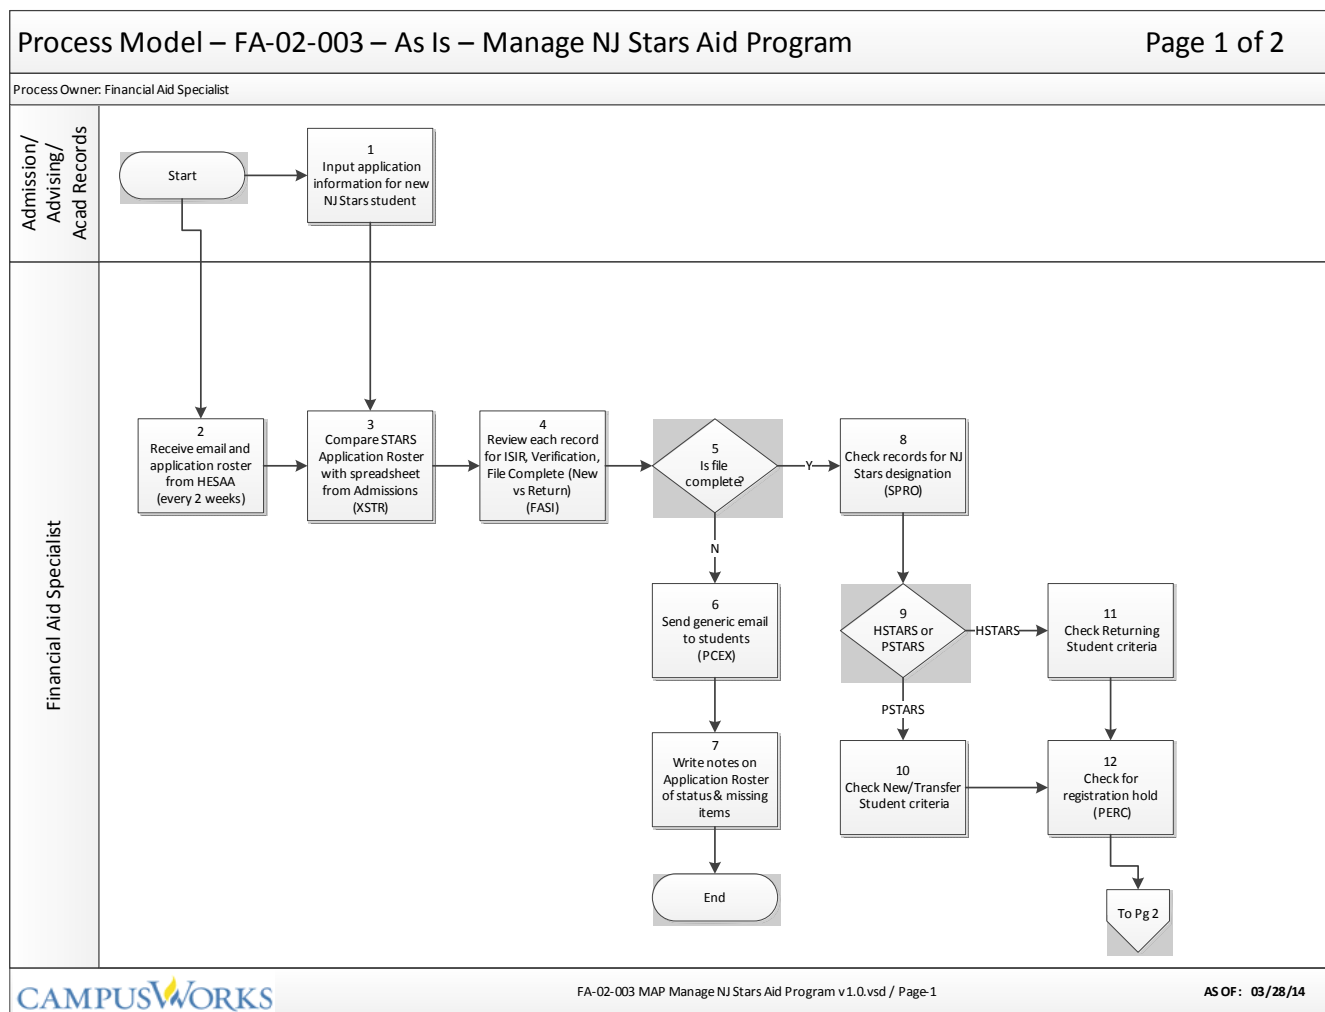 Process Model – FA-02-003 – As Is – Manage NJ Stars Aid Program
Page 1 of 2
Process Owner: Financial Aid Specialist
Admission/
Advising/
Acad Records
Start
1
Input application
information for new
NJ Stars student
Financial Aid Specialist
2
Receive email and
application roster
from HESAA
(every 2 weeks)
3
Compare STARS
Application Roster
with spreadsheet
from Admissions
(XSTR)
4
Review each record
for ISIR, Verification,
File Complete (New
vs Return)
(FASI)
5
Is file
complete?
Y
N
8
Check records for NJ
Stars designation
(SPRO)
6
Send generic email
to students
(PCEX)
9
HSTARS or
PSTARS
HSTARS
11
Check Returning
Student criteria
PSTARS
7
Write notes on
Application Roster
of status & missing
items
10
Check New/Transfer
Student criteria
12
Check for
registration hold
(PERC)
End
To Pg 2
CAMPUSWORKS
FA-02-003 MAP Manage NJ Stars Aid Program v1.0.vsd / Page-1
AS OF: 03/28/14